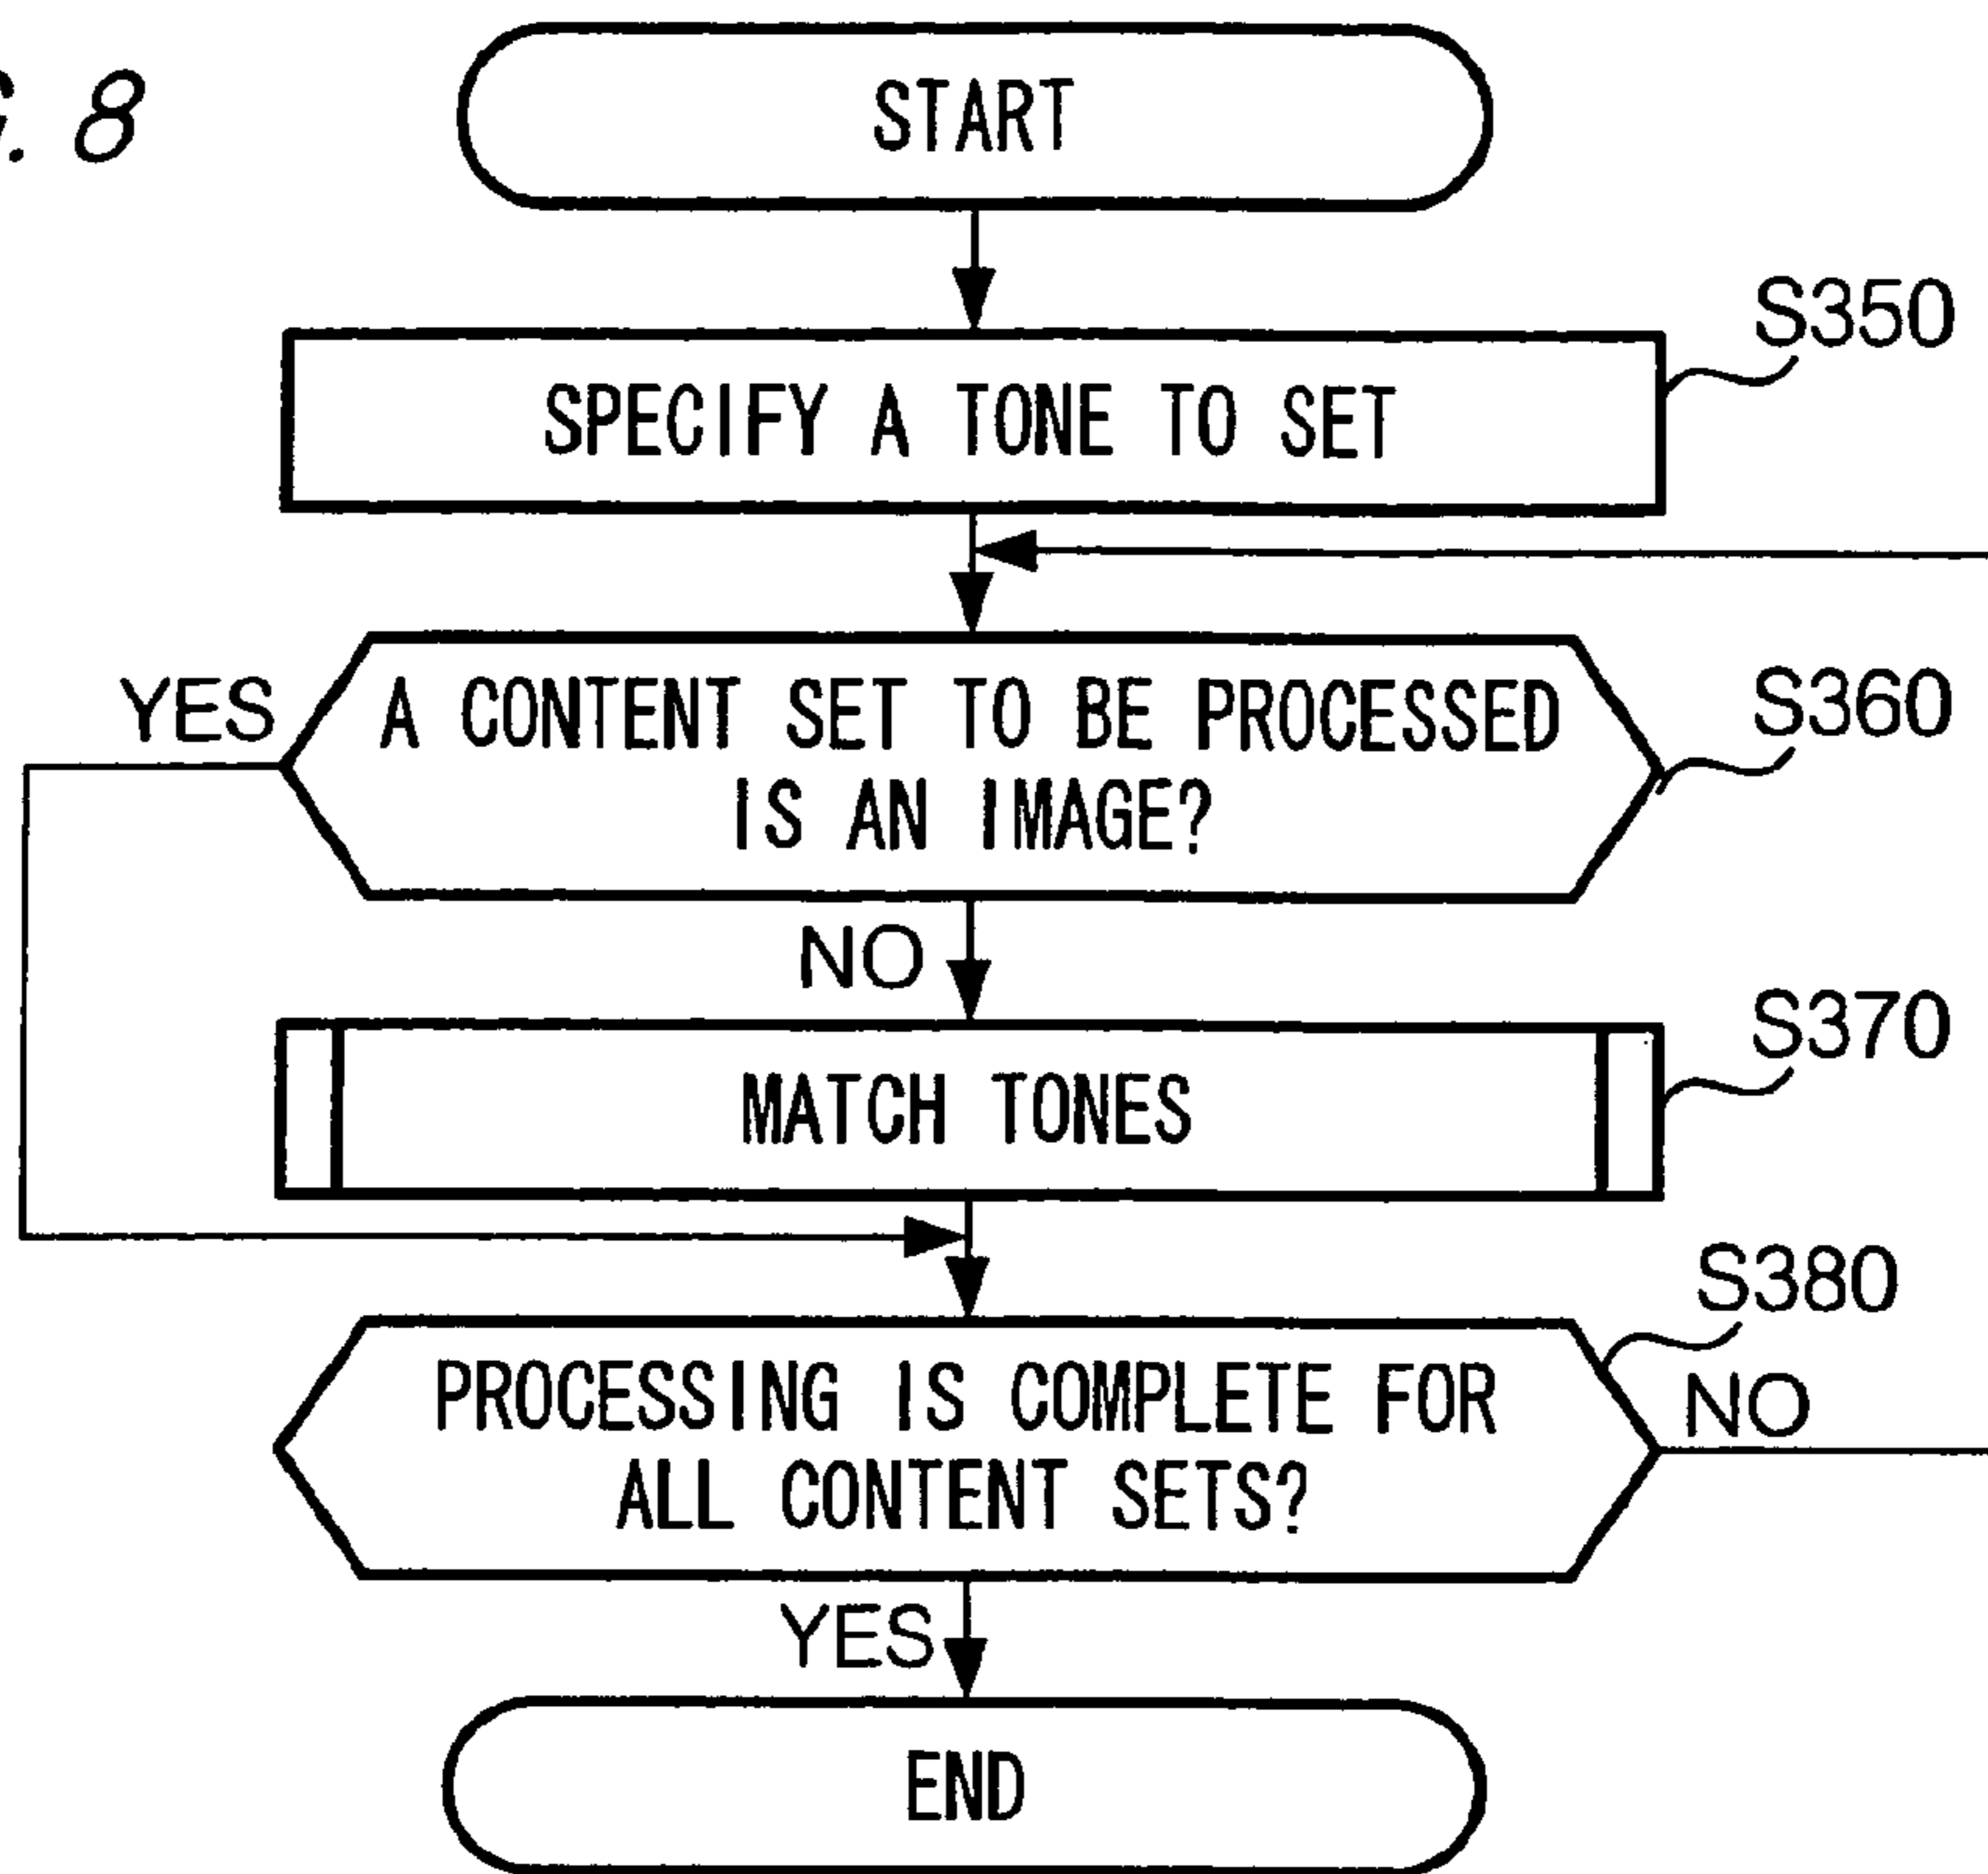 8
START
S350
SPECIFY A TONE TO SET
YES
A CONTENT SET TO BE PROCESSED
IS AN IMAGE?
S360
NO
S370
MATCH TONES
S380
PROCESSING IS COMPLETE FOR
ALL CONTENT SETS?
NO
YES
END